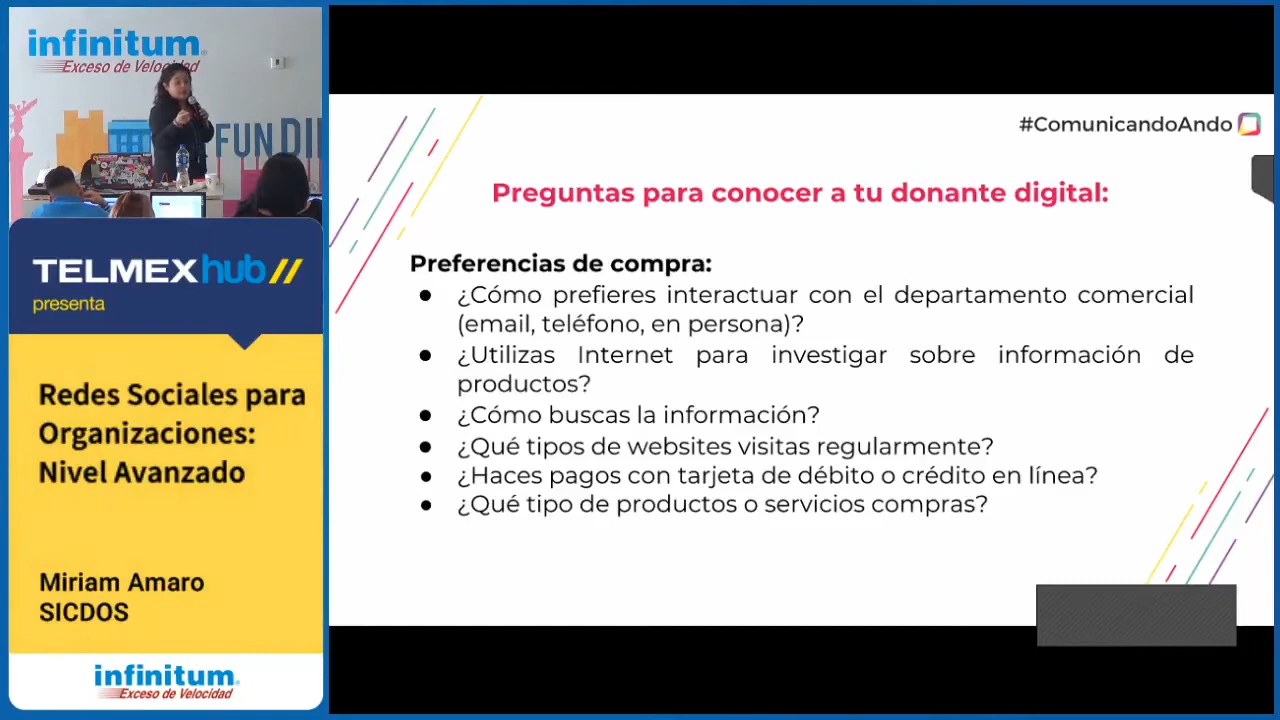 infinitum
Exceso de Velocidad
FUN DI
TELMEXhub//
presenta
Redes Sociales para
Organizaciones:
Nivel Avanzado
Miriam Amaro
SICDOS
infinitum
Exceso de Velocidad
#ComunicandoAndo
Preguntas para conocer a tu donante digital:
Preferencias de compra:
● ¿Cómo prefieres interactuar con el departamento comercial
(email, teléfono, en persona)?
● ¿Utilizas Internet para investigar sobre información de
productos?
● ¿Cómo buscas la información?
● ¿Qué tipos de websites visitas regularmente?
● ¿Haces pagos con tarjeta de débito o crédito en línea?
● ¿Qué tipo de productos o servicios compras?